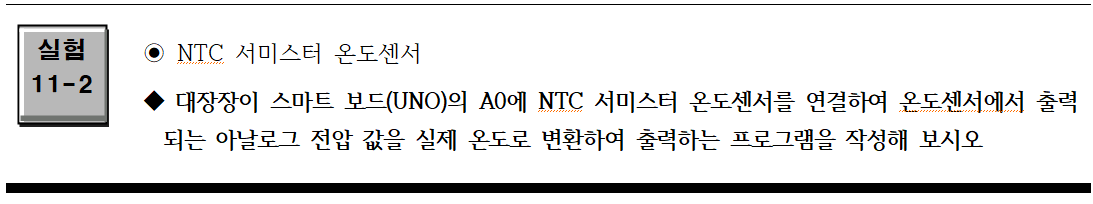 실험
11-2
◉ NTC 서미스터 온도센서
◆ 대장장이 스마트 보드(UNO)의 A0에 NTC 서미스터 온도센서를 연결하여 온도센서에서 출력
되는 아날로그 전압 값을 실제 온도로 변환하여 출력하는 프로그램을 작성해 보시오